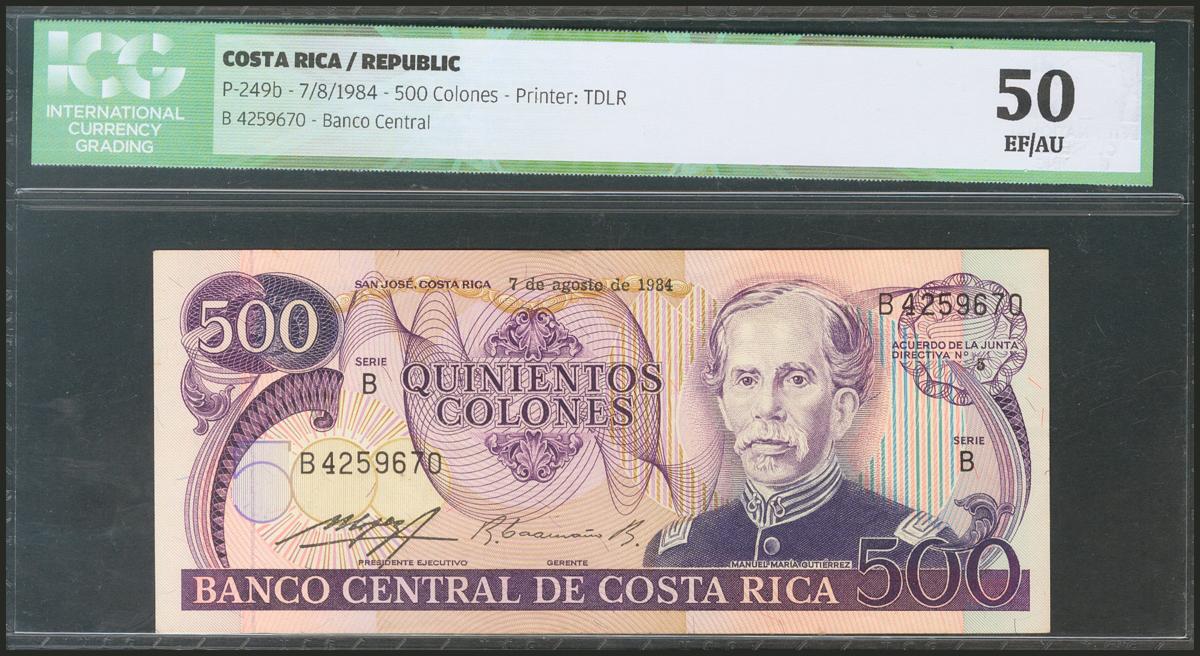 ICG
INTERNATIONAL
CURRENCY
GRADING
COSTA RICA / REPUBLIC
P-249b - 7/8/1984 - 500 Colones - Printer: TDLR
B 4259670 - Banco Central
50
EF/AU
500
SAN JOSÉ, COSTA RICA 7 de agosto de 1984
B 4259670
ACUERDO DE LA JUNTA
DIRECTIVA Nº
SERIE
B
QUINIENTOS
COLONES
SERIE
B
500
B 4259670
PRESIDENTE EJECUTIVO
GERENTE
MANUEL MARÍA GUTIERREZ
BANCO CENTRAL DE COSTA RICA
500